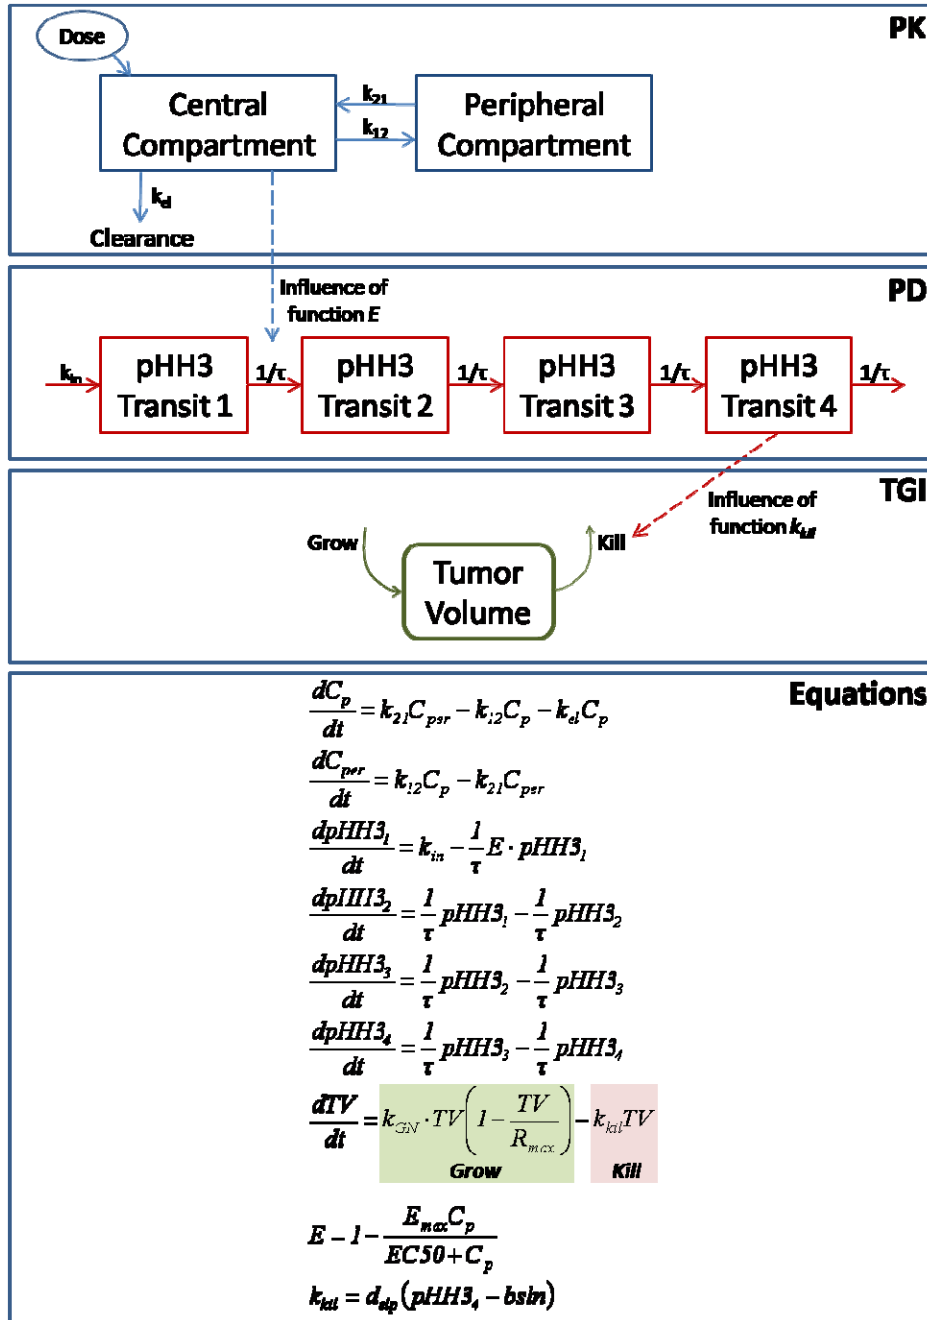 PK
Dose
Central
Compartment
k21
k12
Peripheral
Compartment
kel
Clearance
Influence of
function E
PD
kin
pHH3
Transit 1
1/τ
pHH3
Transit 2
1/τ
pHH3
Transit 3
1/τ
pHH3
Transit 4
1/τ
TGI
Influence of
function kkil
Grow
Kill
Tumor
Volume
Equations
dCp/dt = k21Cper − k12Cp − kelCp
dCper/dt = k12Cp − k21Cper
dpHH31/dt = kin − 1/τ E · pHH31
dpHH32/dt = 1/τ pHH31 − 1/τ pHH32
dpHH33/dt = 1/τ pHH32 − 1/τ pHH33
dpHH34/dt = 1/τ pHH33 − 1/τ pHH34
dTV/dt = kGN · TV(1 − TV/Rmax) − kkilTV
Grow Kill
E − 1 − EmaxCp/EC50 + Cp
kkil = dslp(pHH34 − bsln)